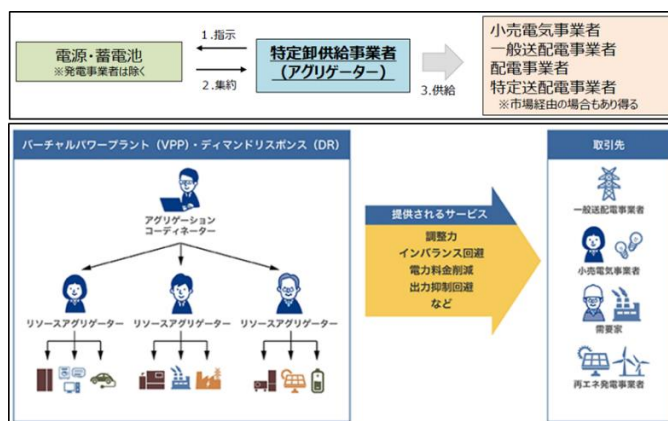 電源・蓄電池
※発電事業者は除く
1.指示
2.集約
特定卸供給事業者
(アグリゲーター)
3.供給
小売電気事業者
一般送配電事業者
配電事業者
特定送配電事業者
※市場経由の場合もあり得る
バーチャルパワープラント（VPP）・ディマンドリスポンス（DR）
アグリゲーション
コーディネーター
リソースアグリゲーター
リソースアグリゲーター
リソースアグリゲーター
提供されるサービス
調整力
インバランス回避
電力料金削減
出力抑制回避
など
取引先
一般送配電事業者
小売電気事業者
需要家
再エネ発電事業者